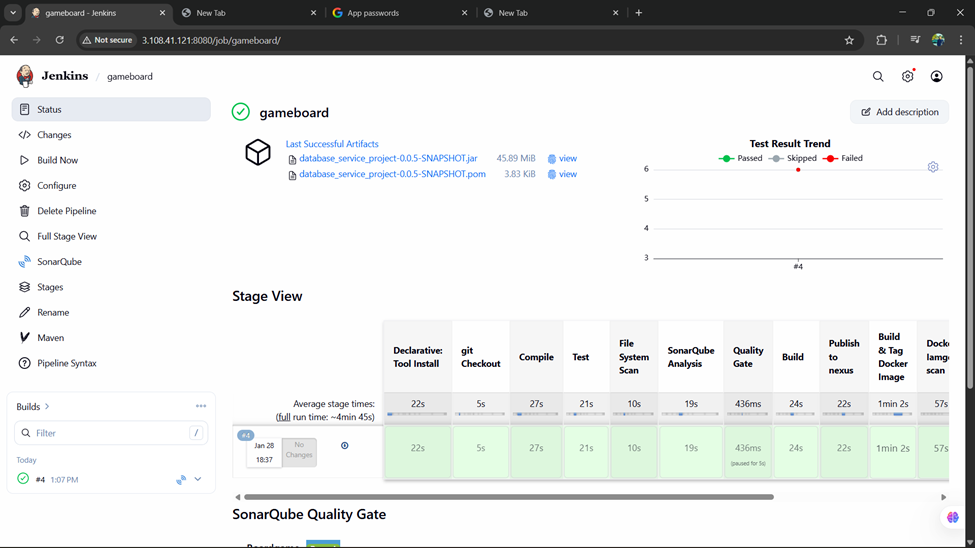 gameboard - Jenkins
New Tab
App passwords
New Tab
Not secure
3.108.41.121:8080/job/gameboard/
Jenkins / gameboard
Status
Changes
Build Now
Configure
Delete Pipeline
Full Stage View
SonarQube
Stages
Rename
Maven
Pipeline Syntax
Builds
Filter
/
Today
#4 1:07 PM
gameboard
Add description
Last Successful Artifacts
database_service_project-0.0.5-SNAPSHOT.jar 45.89 MiB view
database_service_project-0.0.5-SNAPSHOT.pom 3.83 KiB view
Test Result Trend
Passed Skipped Failed
6
5
4
3
#4
Stage View
Declarative: Tool Install
git Checkout
Compile
Test
File System Scan
SonarQube Analysis
Quality Gate
Build
Publish to nexus
Build & Tag Docker Image
Docke Iamge scan
Average stage times:
(full run time: ~4min 45s)
22s 5s 27s 21s 10s 19s 436ms 24s 22s 1min 2s 57s
#4
Jan 28
18:37
No Changes
22s 5s 27s 21s 10s 19s 436ms 24s 22s 1min 2s 57s
(paused for 5s)
SonarQube Quality Gate